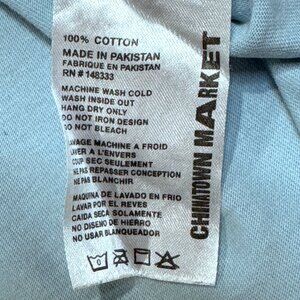 100% COTTON
MADE IN PAKISTAN
FABRIQUE EN PAKISTAN
RN # 148333
MACHINE WASH COLD
WASH INSIDE OUT
HANG DRY ONLY
DO NOT IRON DESIGN
DO NOT BLEACH
LAVAGE MACHINE A FROID
LAVER A L'ENVERS
COUP SEC SEULEMENT
NE PAS REPASSER CONCEPTION
NE PAS BLANCHIR
MAQUINA DE LAVADO EN FRIO
LAVAR POR EL REVES
CAIDA SECA SOLAMENTE
NO DISENO DE HIERRO
NO USAR BLANQUEADOR
CHINATOWN MARKET